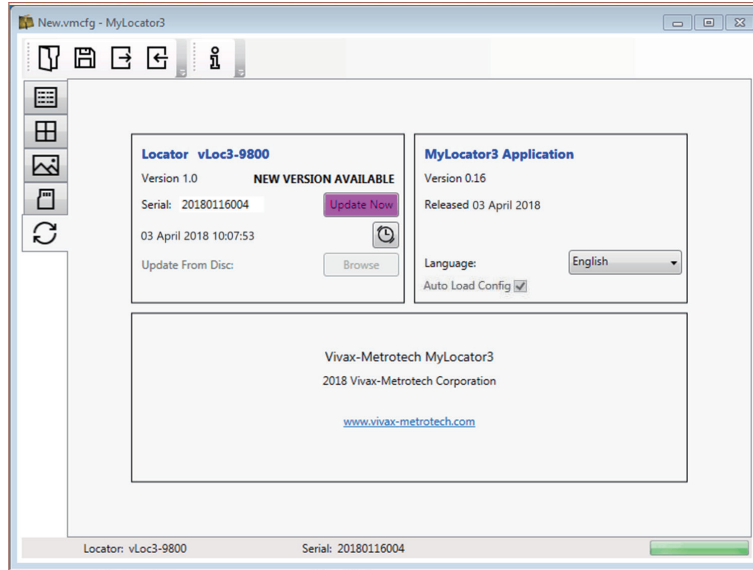 New.vmcfg - MyLocator3
Locator vLoc3-9800
Version 1.0 NEW VERSION AVAILABLE
Serial: 20180116004 Update Now
03 April 2018 10:07:53
Update From Disc: Browse
MyLocator3 Application
Version 0.16
Released 03 April 2018
Language: English
Auto Load Config
Vivax-Metrotech MyLocator3
2018 Vivax-Metrotech Corporation
www.vivax-metrotech.com
Locator: vLoc3-9800 Serial: 20180116004